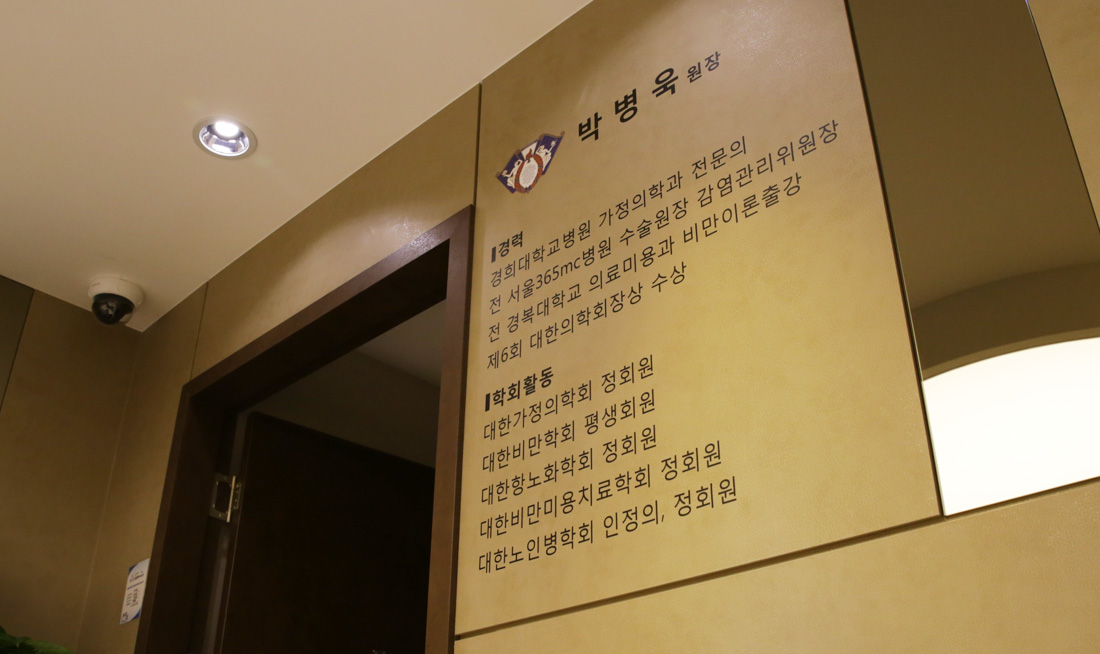 박병욱 원장
▮경력
경희대학교병원 가정의학과 전문의
전 서울365mc병원 수술원장 감염관리위원장
전 경복대학교 의료미용과 비만이론출강
제6회 대한의학회장상 수상
▮학회활동
대한가정의학회 정회원
대한비만학회 평생회원
대한항노화학회 정회원
대한비만미용치료학회 정회원
대한노인병학회 인정의, 정회원